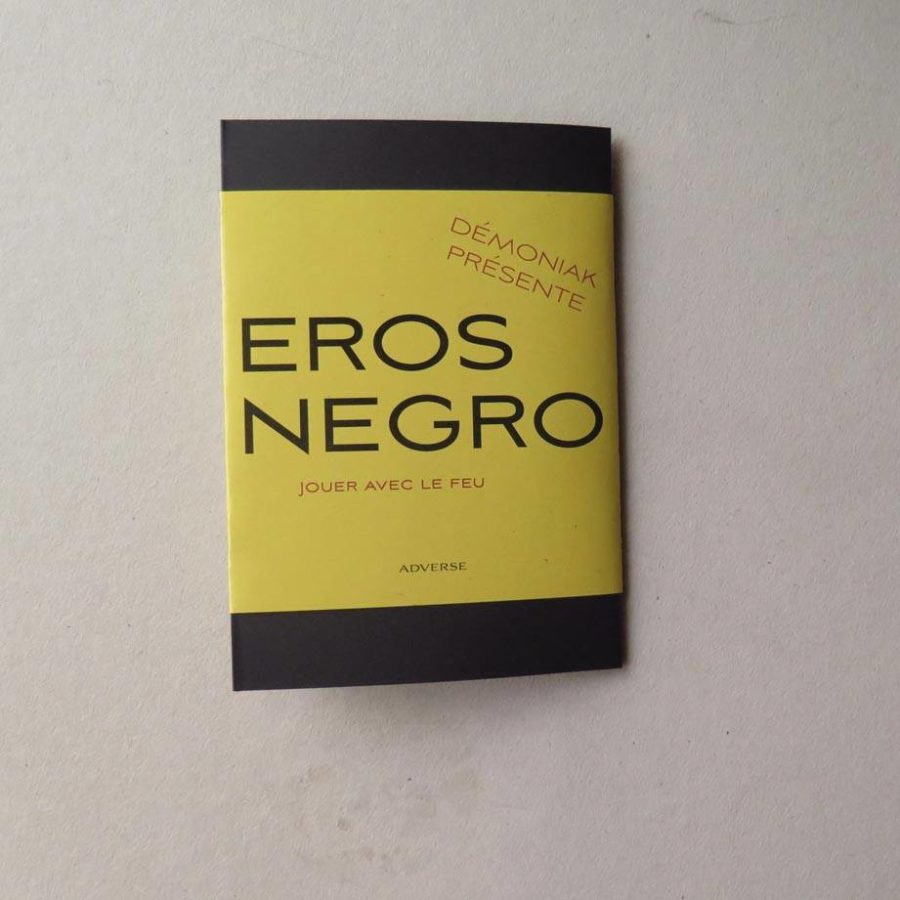 DÉMONIAK
PRÉSENTE
EROS
NEGRO
JOUER AVEC LE FEU
ADVERSE